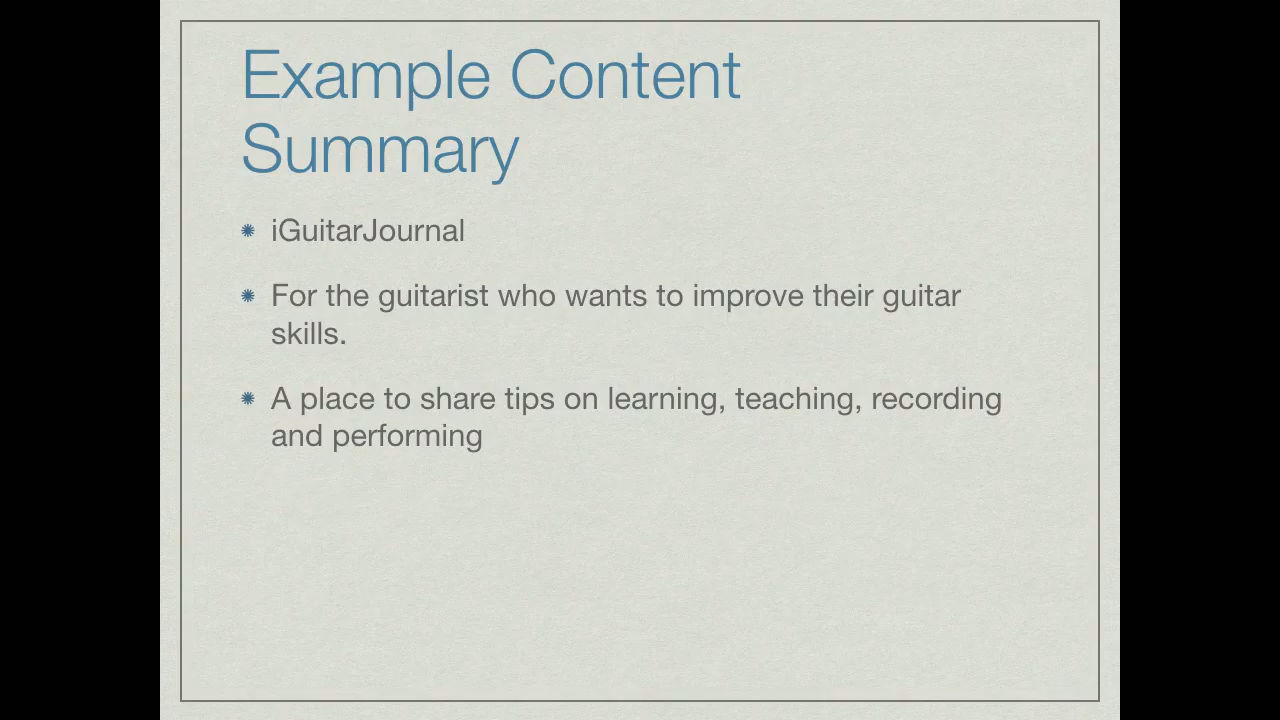 Example Content
Summary
iGuitarJournal
For the guitarist who wants to improve their guitar
skills.
A place to share tips on learning, teaching, recording
and performing